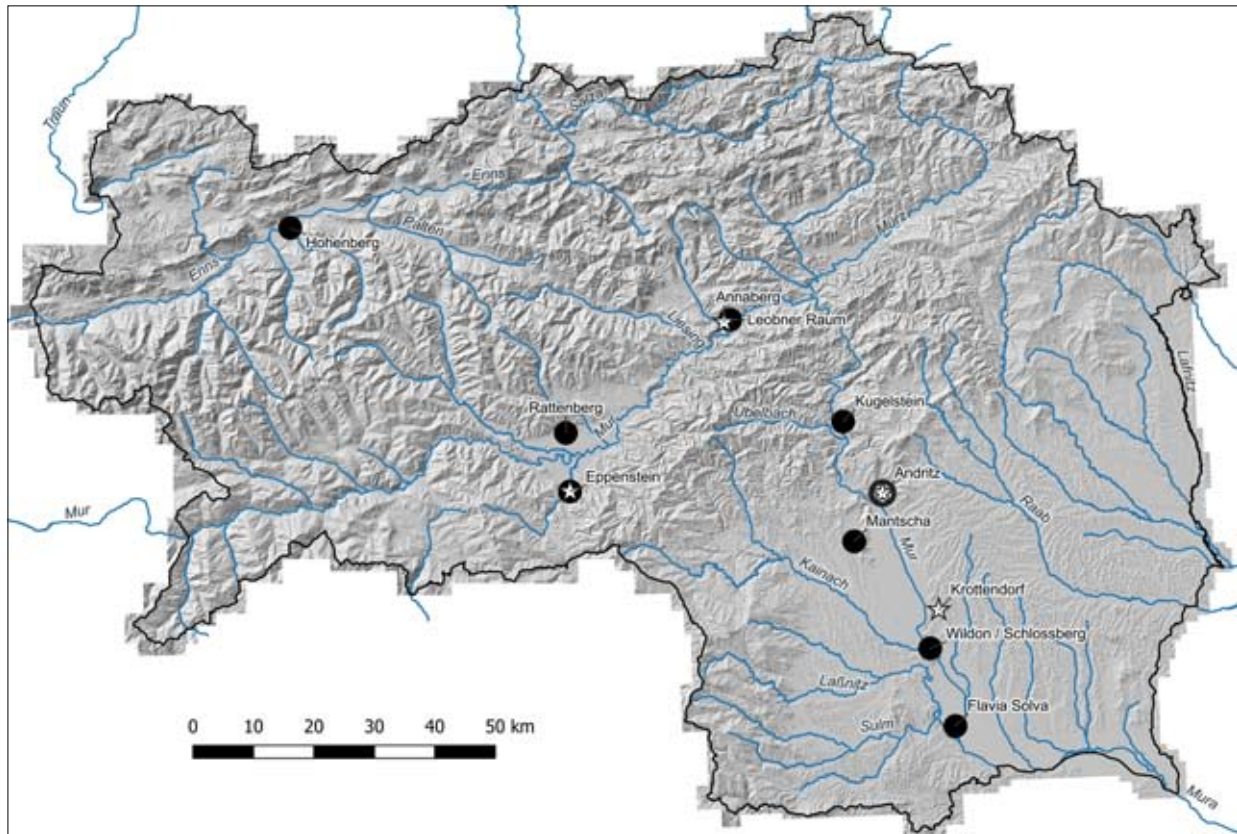 Traun
Salza
Enns
Palten
Mürz
Hohenberg
Enns
Annaberg
Leobner Raum
Liesing
Lafnitz
Rattenberg
Mur
Übelbach
Kugelstein
Eppenstein
Andritz
Raab
Mur
Mantscha
Mur
Kainach
Krottendorf
Wildon / Schlossberg
Laßnitz
Flavia Solva
Sulm
0 10 20 30 40 50 km
Mura